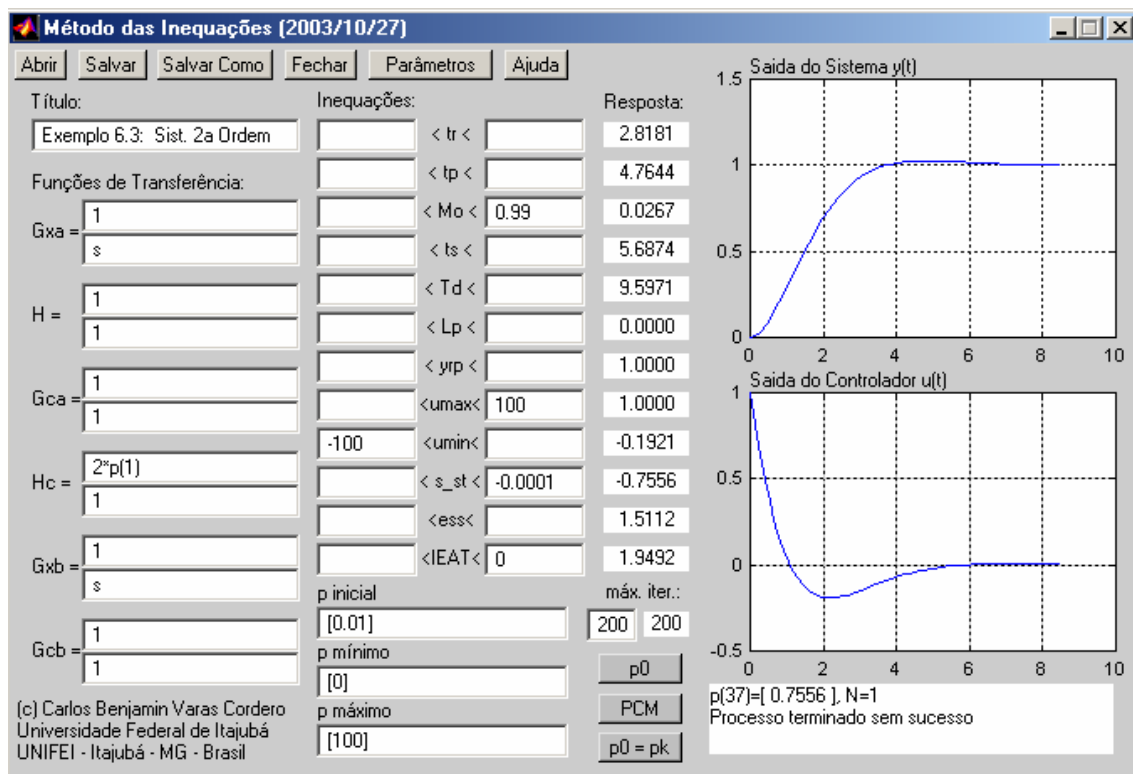 Método das Inequações (2003/10/27)
Abrir Salvar Salvar Como Fechar Parâmetros Ajuda
Título:
Exemplo 6.3: Sist. 2a Ordem
Funções de Transferência:
Gxa =
1
s
H =
1
1
Gca =
1
1
Hc =
2*p(1)
1
Gxb =
1
s
Gcb =
1
1
(c) Carlos Benjamin Varas Cordero
Universidade Federal de Itajubá
UNIFEI - Itajubá - MG - Brasil
Inequações: Resposta:
< tr < 2.8181
< tp < 4.7644
< Mo < 0.99 0.0267
< ts < 5.6874
< Td < 9.5971
< Lp < 0.0000
< yrp < 1.0000
<umax< 100 1.0000
-100 <umin< -0.1921
< s_st < -0.0001 -0.7556
<ess< 1.5112
<IEAT< 0 1.9492
p inicial
[0.01]
p mínimo
[0]
p máximo
[100]
máx. iter.:
200 200
p0
PCM
p0 = pk
Saida do Sistema y(t)
1.5
1
0.5
0
0 2 4 6 8 10
Saida do Controlador u(t)
1
0.5
0
-0.5
0 2 4 6 8 10
p(37)=[ 0.7556 ], N=1
Processo terminado sem sucesso